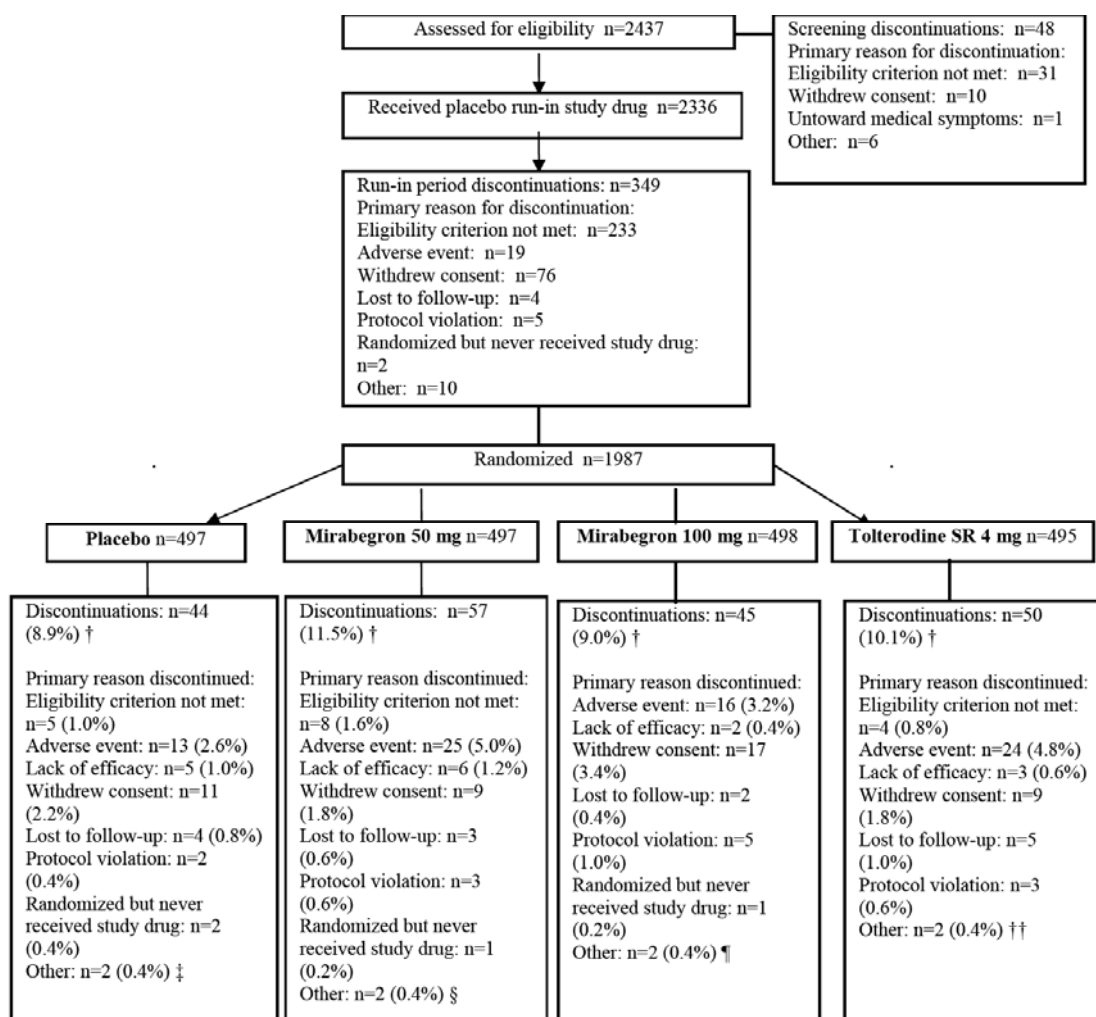 Assessed for eligibility n=2437
Screening discontinuations: n=48
Primary reason for discontinuation:
Eligibility criterion not met: n=31
Withdrew consent: n=10
Untoward medical symptoms: n=1
Other: n=6
Received placebo run-in study drug n=2336
Run-in period discontinuations: n=349
Primary reason for discontinuation:
Eligibility criterion not met: n=233
Adverse event: n=19
Withdrew consent: n=76
Lost to follow-up: n=4
Protocol violation: n=5
Randomized but never received study drug:
n=2
Other: n=10
Randomized n=1987
Placebo n=497
Mirabegron 50 mg n=497
Mirabegron 100 mg n=498
Tolterodine SR 4 mg n=495
Discontinuations: n=44
(8.9%) †
Primary reason discontinued:
Eligibility criterion not met:
n=5 (1.0%)
Adverse event: n=13 (2.6%)
Lack of efficacy: n=5 (1.0%)
Withdrew consent: n=11
(2.2%)
Lost to follow-up: n=4 (0.8%)
Protocol violation: n=2
(0.4%)
Randomized but never
received study drug: n=2
(0.4%)
Other: n=2 (0.4%) ‡
Discontinuations: n=57
(11.5%) †
Primary reason discontinued:
Eligibility criterion not met:
n=8 (1.6%)
Adverse event: n=25 (5.0%)
Lack of efficacy: n=6 (1.2%)
Withdrew consent: n=9
(1.8%)
Lost to follow-up: n=3
(0.6%)
Protocol violation: n=3
(0.6%)
Randomized but never
received study drug: n=1
(0.2%)
Other: n=2 (0.4%) §
Discontinuations: n=45
(9.0%) †
Primary reason discontinued:
Adverse event: n=16 (3.2%)
Lack of efficacy: n=2 (0.4%)
Withdrew consent: n=17
(3.4%)
Lost to follow-up: n=2
(0.4%)
Protocol violation: n=5
(1.0%)
Randomized but never
received study drug: n=1
(0.2%)
Other: n=2 (0.4%) ¶
Discontinuations: n=50
(10.1%) †
Primary reason discontinued:
Eligibility criterion not met:
n=4 (0.8%)
Adverse event: n=24 (4.8%)
Lack of efficacy: n=3 (0.6%)
Withdrew consent: n=9
(1.8%)
Lost to follow-up: n=5
(1.0%)
Protocol violation: n=3
(0.6%)
Other: n=2 (0.4%) ††